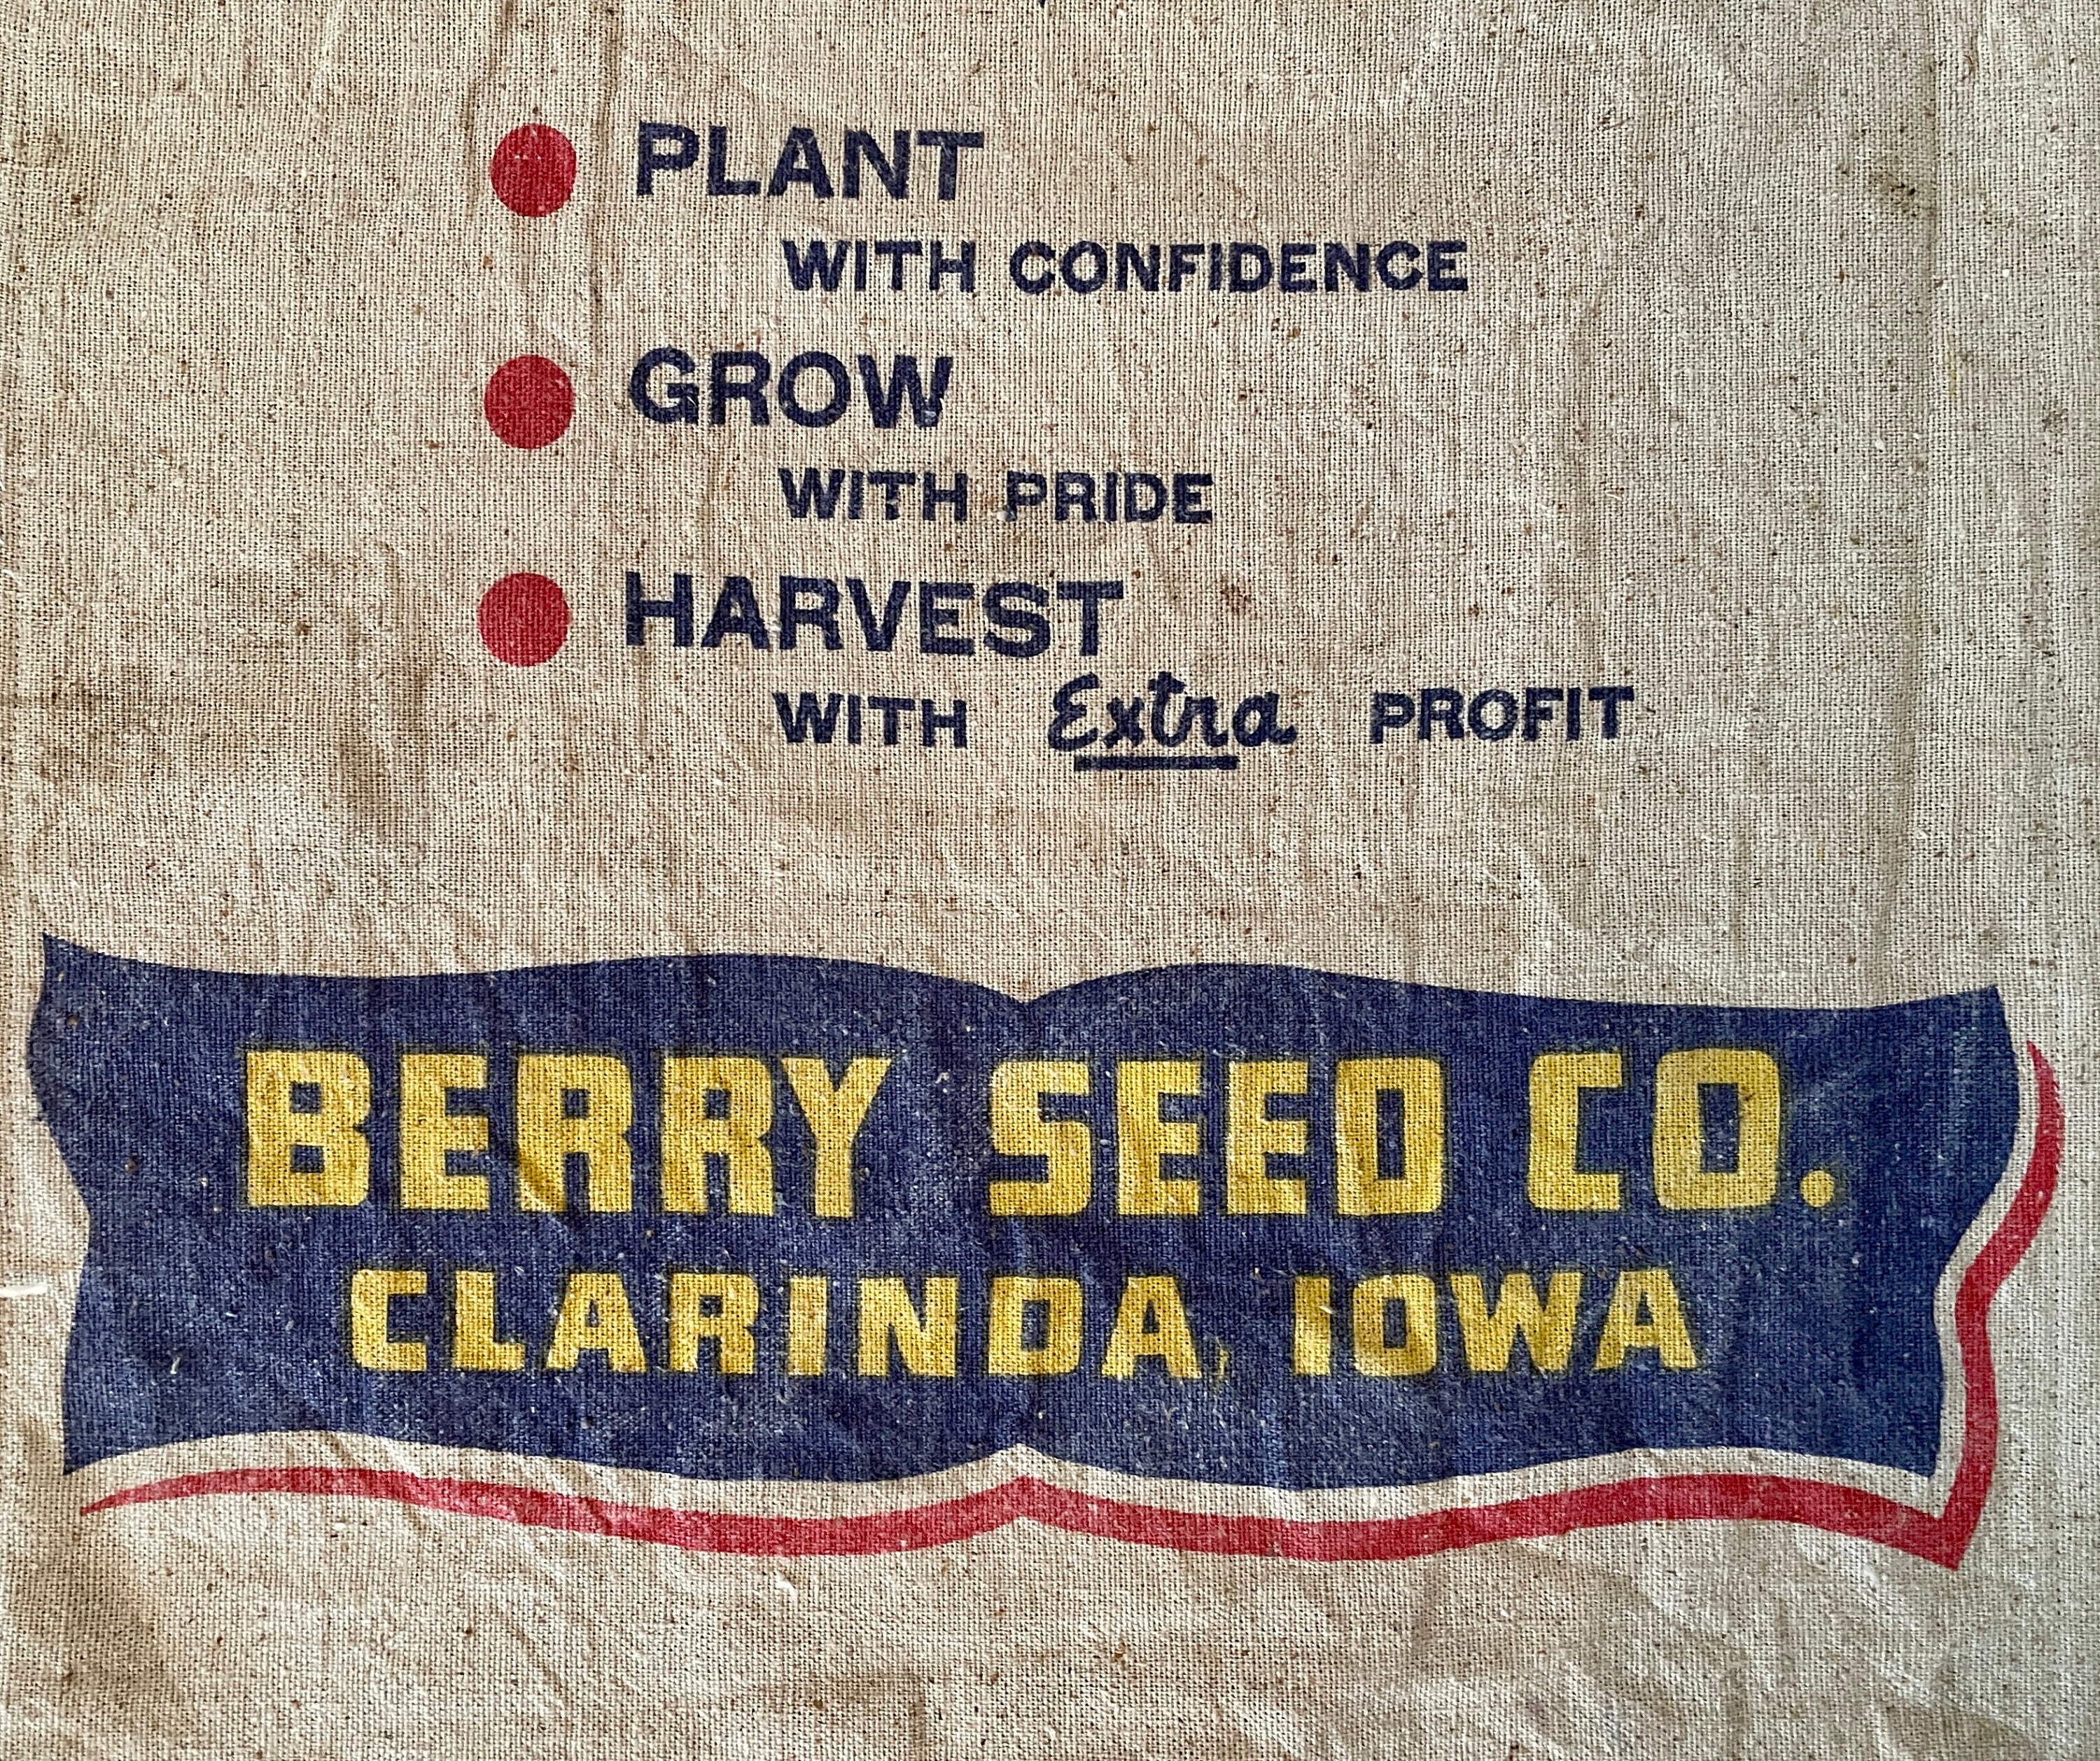 PLANT
WITH CONFIDENCE
GROW
WITH PRIDE
HARVEST
WITH Extra PROFIT
BERRY SEED CO.
CLARINDA, IOWA